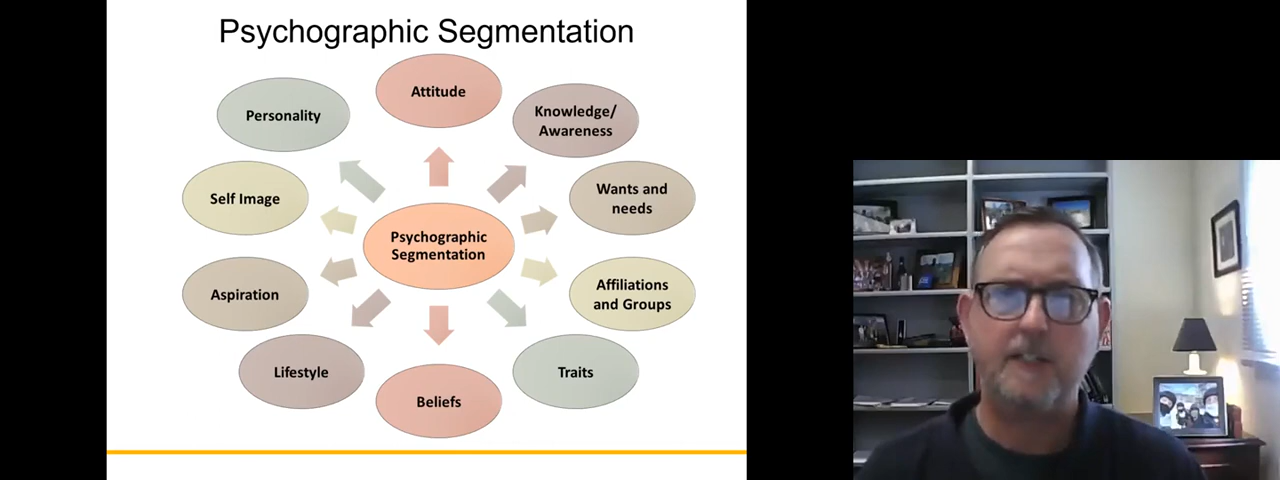 Psychographic Segmentation
Attitude
Personality
Knowledge/
Awareness
Self Image
Wants and
needs
Psychographic
Segmentation
Aspiration
Affiliations
and Groups
Lifestyle
Traits
Beliefs